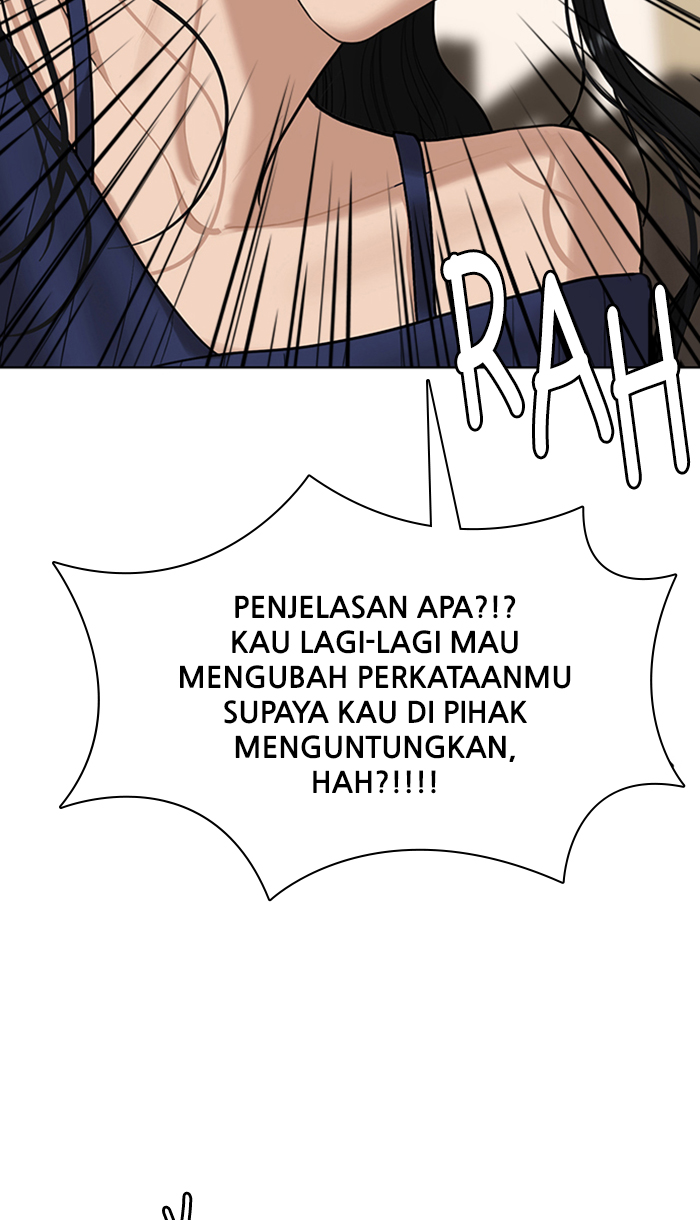 RAH
PENJELASAN APA?!?
KAU LAGI-LAGI MAU
MENGUBAH PERKATAANMU
SUPAYA KAU DI PIHAK
MENGUNTUNGKAN,
HAH?!!!!